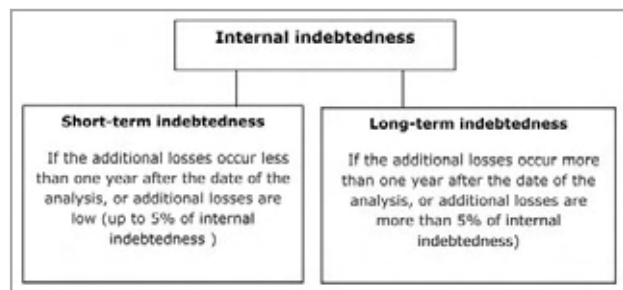 Internal indebtedness
Short-term indebtedness
If the additional losses occur less
than one year after the date of the
analysis, or additional losses are
low (up to 5% of internal
indebtedness )
Long-term indebtedness
If the additional losses occur more
than one year after the date of the
analysis, or additional losses are
more than 5% of internal
indebtedness)